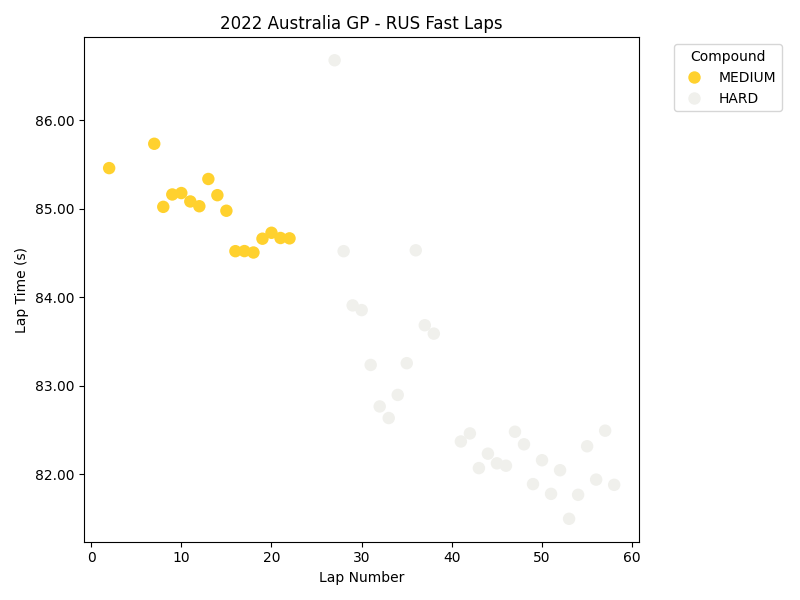 2022 Australia GP - RUS Fast Laps
Compound
MEDIUM
HARD
86.00
85.00
84.00
83.00
82.00
Lap Time (s)
0 10 20 30 40 50 60
Lap Number